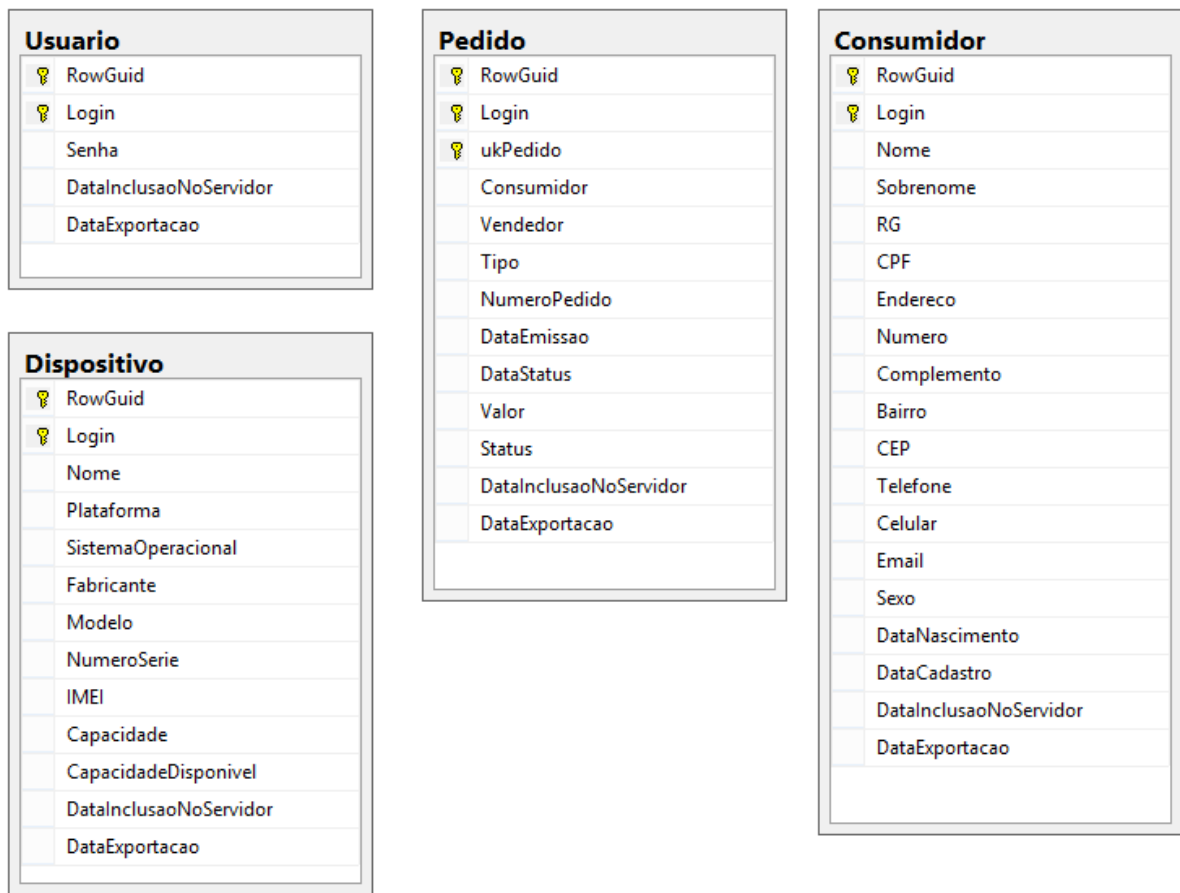 Usuario
RowGuid
Login
Senha
DataInclusaoNoServidor
DataExportacao
Dispositivo
RowGuid
Login
Nome
Plataforma
SistemaOperacional
Fabricante
Modelo
NumeroSerie
IMEI
Capacidade
CapacidadeDisponivel
DataInclusaoNoServidor
DataExportacao
Pedido
RowGuid
Login
ukPedido
Consumidor
Vendedor
Tipo
NumeroPedido
DataEmissao
DataStatus
Valor
Status
DataInclusaoNoServidor
DataExportacao
Consumidor
RowGuid
Login
Nome
Sobrenome
RG
CPF
Endereco
Numero
Complemento
Bairro
CEP
Telefone
Celular
Email
Sexo
DataNascimento
DataCadastro
DataInclusaoNoServidor
DataExportacao